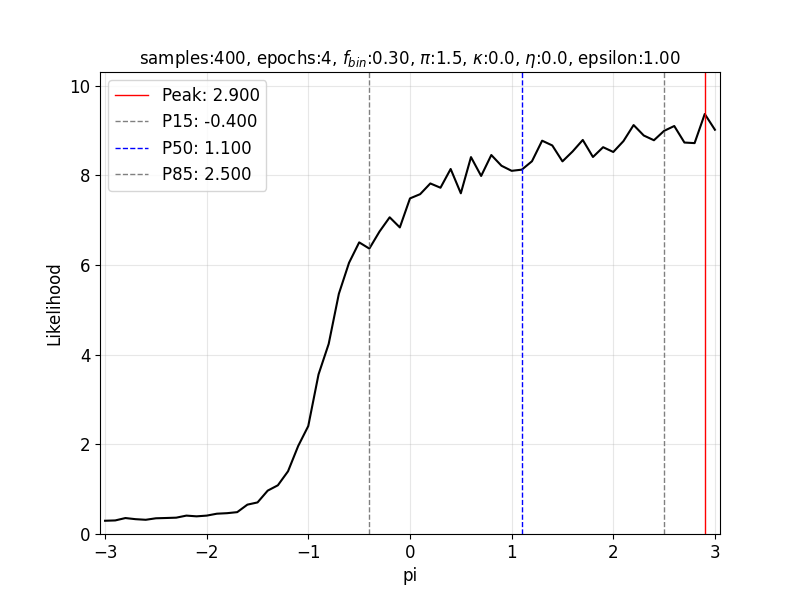 samples:400, epochs:4, f_bin:0.30, π:1.5, κ:0.0, η:0.0, epsilon:1.00
Peak: 2.900
P15: -0.400
P50: 1.100
P85: 2.500
10
8
6
4
2
0
Likelihood
−3 −2 −1 0 1 2 3
pi